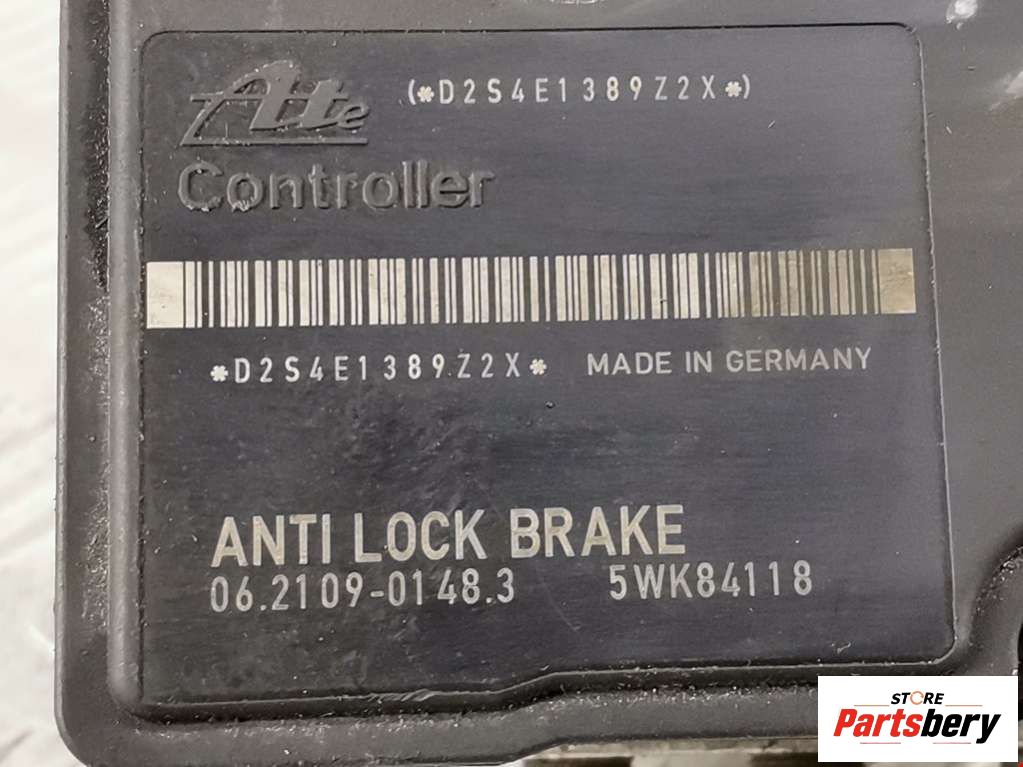 Ate (*D2S4E1389Z2X*)
Controller
*D2S4E1389Z2X* MADE IN GERMANY
ANTI LOCK BRAKE
06.2109-0148.3 5WK84118
STORE
Partsbery